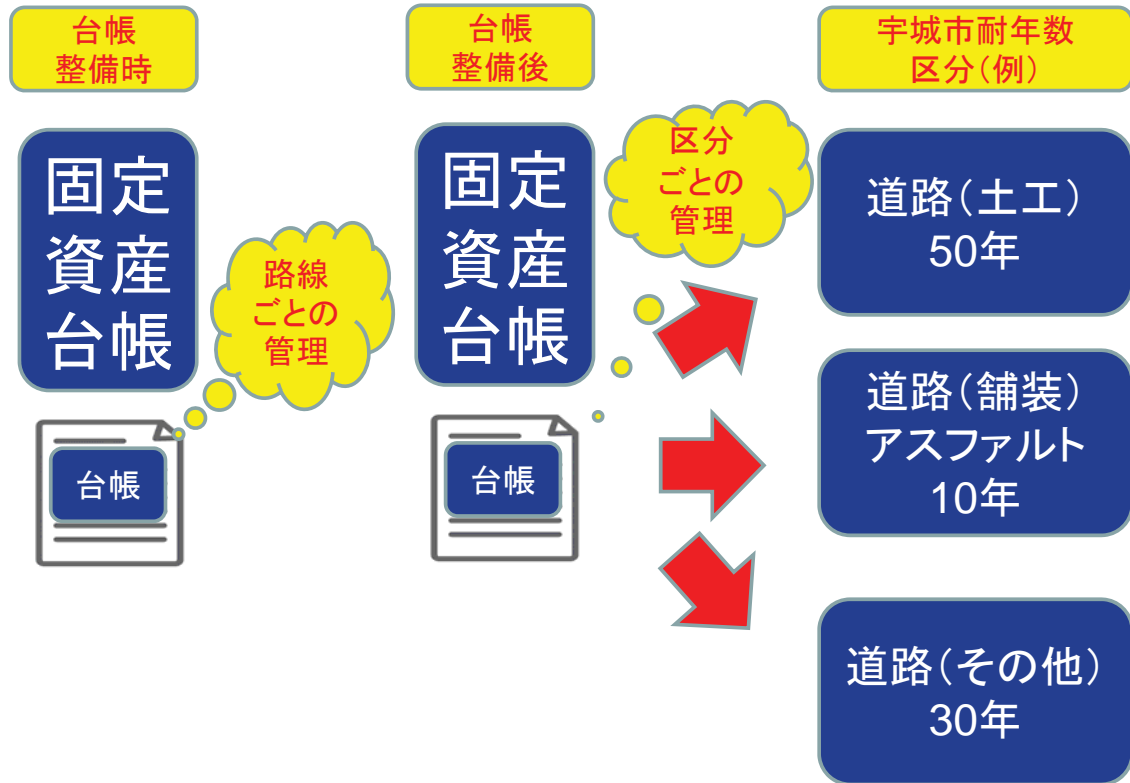 台帳
整備時
固定
資産
台帳
路線
ごとの
管理
台帳
台帳
整備後
固定
資産
台帳
区分
ごとの
管理
台帳
宇城市耐年数
区分(例)
道路(土工)
50年
道路(舗装)
アスファルト
10年
道路(その他)
30年